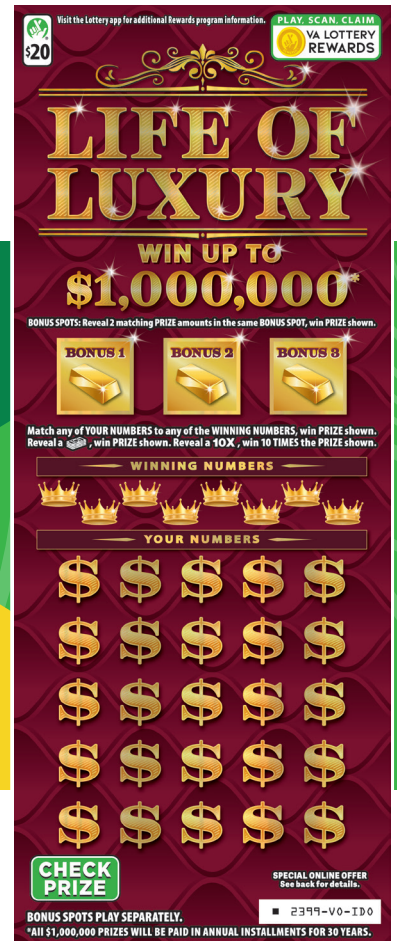 Visit the Lottery app for additional Rewards program information.
PLAY, SCAN, CLAIM
VA LOTTERY
REWARDS
$20
LIFE OF
LUXURY
WIN UP TO
$1,000,000*
BONUS SPOTS: Reveal 2 matching PRIZE amounts in the same BONUS SPOT, win PRIZE shown.
BONUS 1 BONUS 2 BONUS 3
Match any of YOUR NUMBERS to any of the WINNING NUMBERS, win PRIZE shown.
Reveal a , win PRIZE shown. Reveal a 10X, win 10 TIMES the PRIZE shown.
WINNING NUMBERS
YOUR NUMBERS
$ $ $ $ $
$ $ $ $ $
$ $ $ $ $
$ $ $ $ $
$ $ $ $ $
CHECK
PRIZE
SPECIAL ONLINE OFFER
See back for details.
BONUS SPOTS PLAY SEPARATELY.
2399-V0-ID0
*All $1,000,000 PRIZES WILL BE PAID IN ANNUAL INSTALLMENTS FOR 30 YEARS.